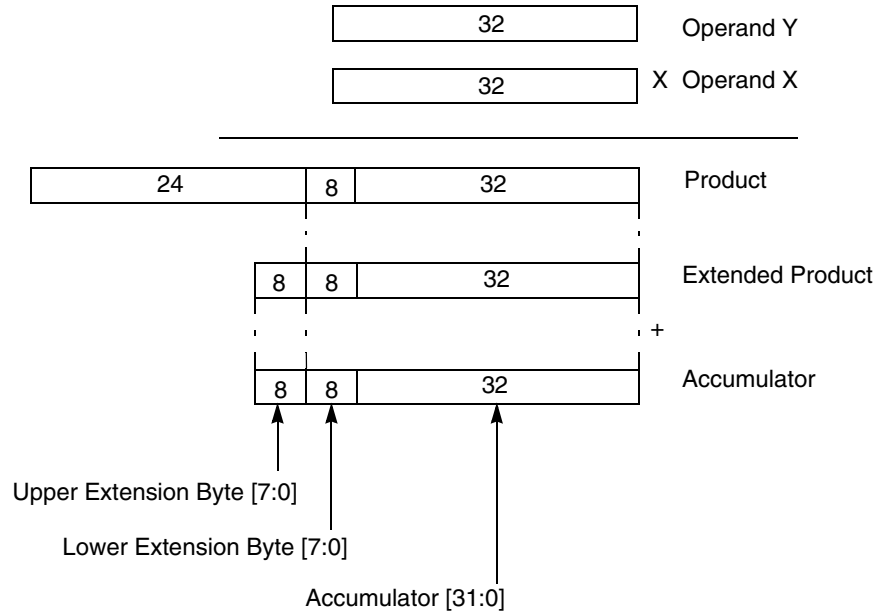 32 Operand Y
32 X Operand X
24 8 32 Product
8 8 32 Extended Product
+
8 8 32 Accumulator
Upper Extension Byte [7:0]
Lower Extension Byte [7:0]
Accumulator [31:0]